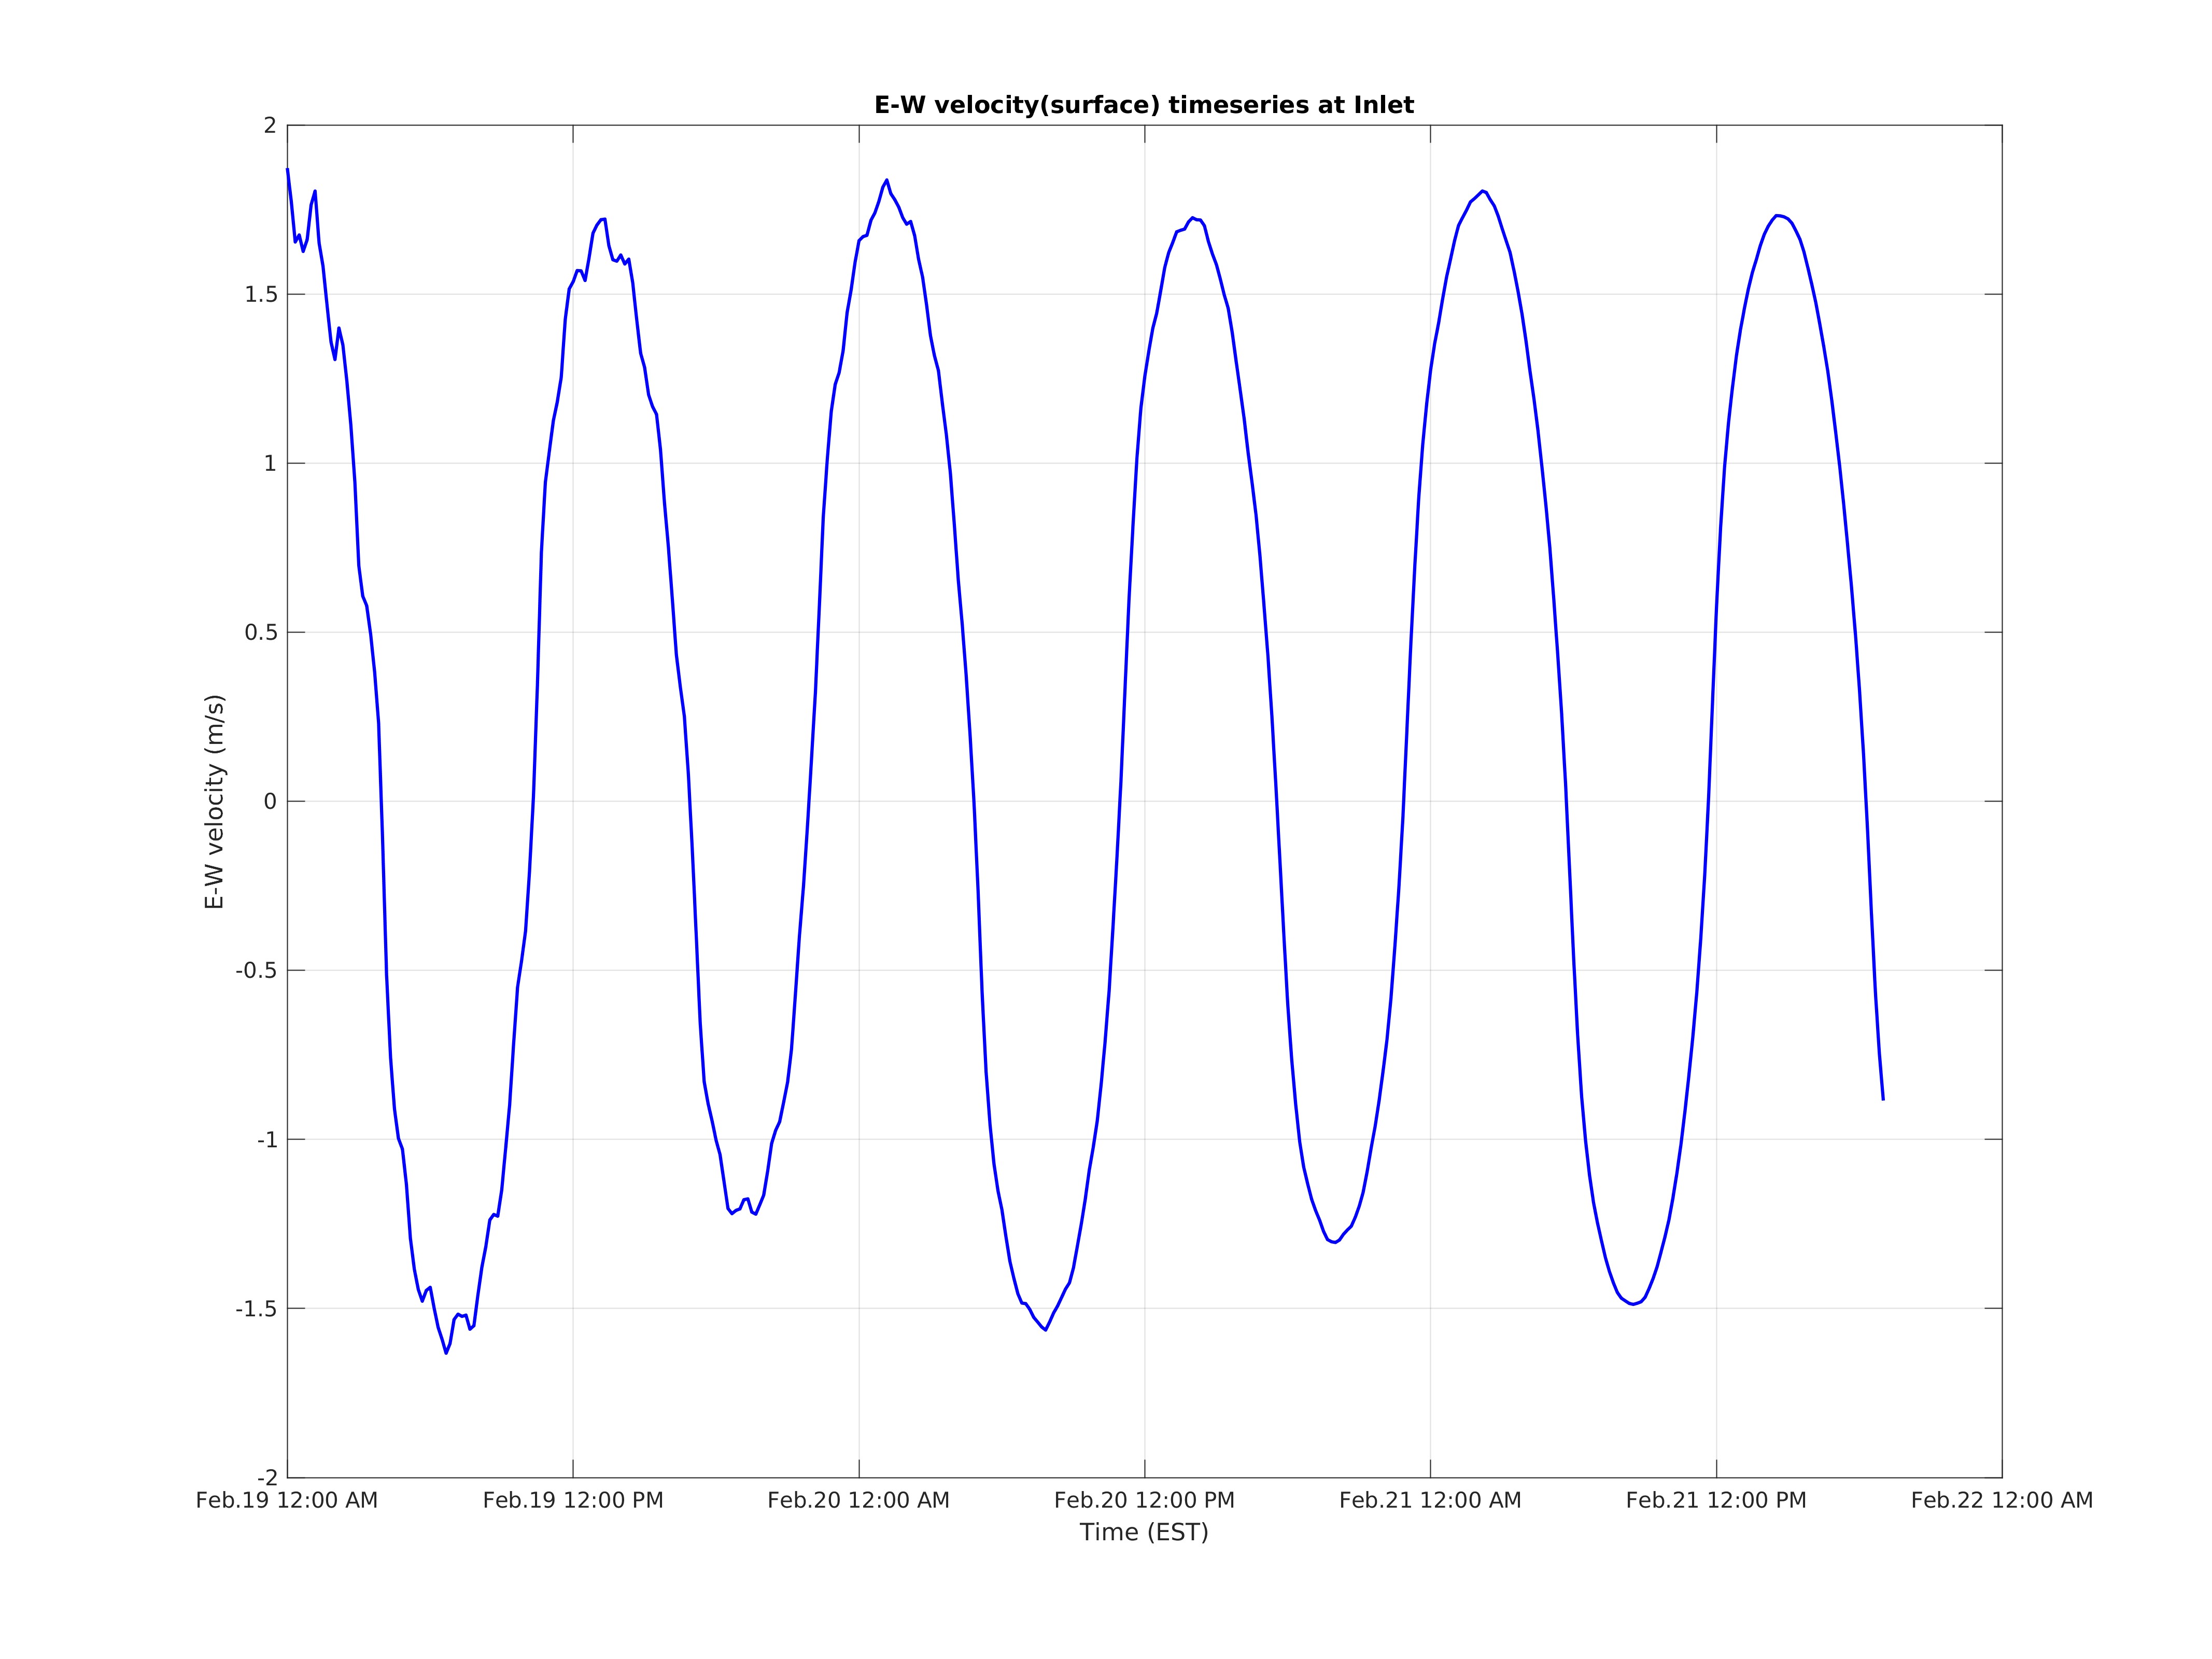 E-W velocity(surface) timeseries at Inlet
2
1.5
1
0.5
0
-0.5
-1
-1.5
-2
E-W velocity (m/s)
Feb.19 12:00 AM
Feb.19 12:00 PM
Feb.20 12:00 AM
Feb.20 12:00 PM
Feb.21 12:00 AM
Feb.21 12:00 PM
Feb.22 12:00 AM
Time (EST)